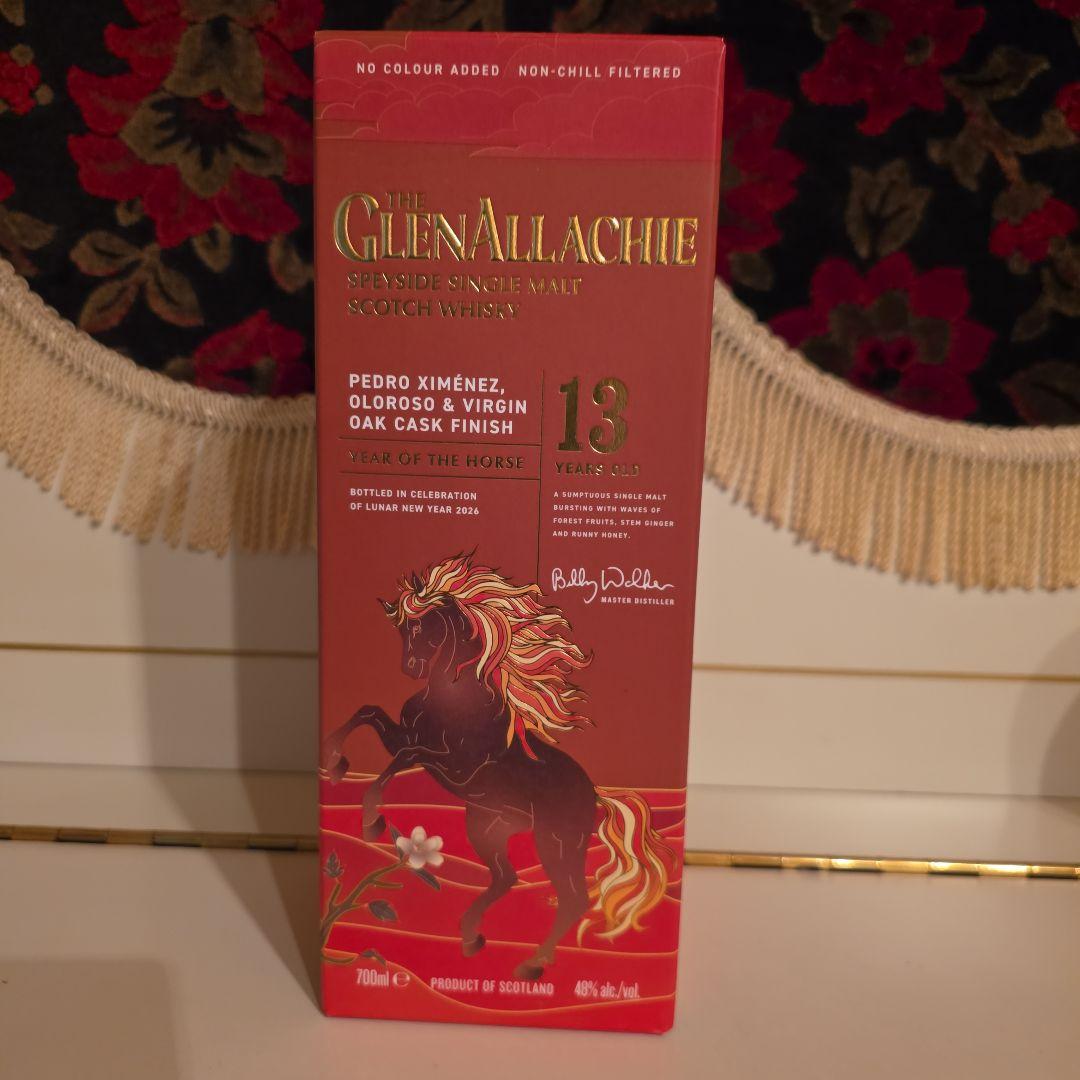 NO COLOUR ADDED NON-CHILL FILTERED
THE
GLENALLACHIE
SPEYSIDE SINGLE MALT
SCOTCH WHISKY
PEDRO XIMÉNEZ,
OLOROSO & VIRGIN
OAK CASK FINISH
YEAR OF THE HORSE
BOTTLED IN CELEBRATION
OF LUNAR NEW YEAR 2026
13
YEARS OLD
A SUMPTUOUS SINGLE MALT
BURSTING WITH WAVES OF
FOREST FRUITS, STEM GINGER
AND RUNNY HONEY.
Billy Walker
MASTER DISTILLER
700ml e PRODUCT OF SCOTLAND 48% alc./vol.